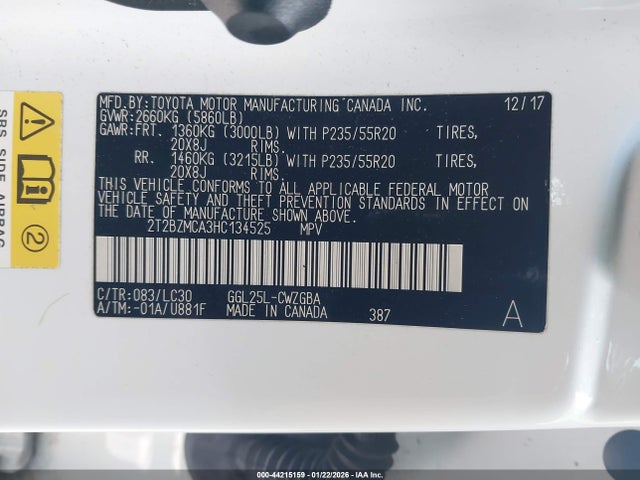 MFD.BY:TOYOTA MOTOR MANUFACTURING CANADA INC. 12/17
GVWR:2660KG (5860LB)
GAWR:FRT. 1360KG (3000LB) WITH P235/55R20 TIRES,
20X8J RIMS.
RR. 1460KG (3215LB) WITH P235/55R20 TIRES,
20X8J RIMS.
THIS VEHICLE CONFORMS TO ALL APPLICABLE FEDERAL MOTOR
VEHICLE SAFETY AND THEFT PREVENTION STANDARDS IN EFFECT ON
THE DATE OF MANUFACTURE SHOWN ABOVE.
2T2BZMCA3HC134525 MPV
C/TR:083/LC30 GGL25L-CWZGBA
A/TM:-01A/U881F MADE IN CANADA 387 A
SRS SIDE AIRBAG
2
000-44215159 | 01/22/2026 | IAA Inc.